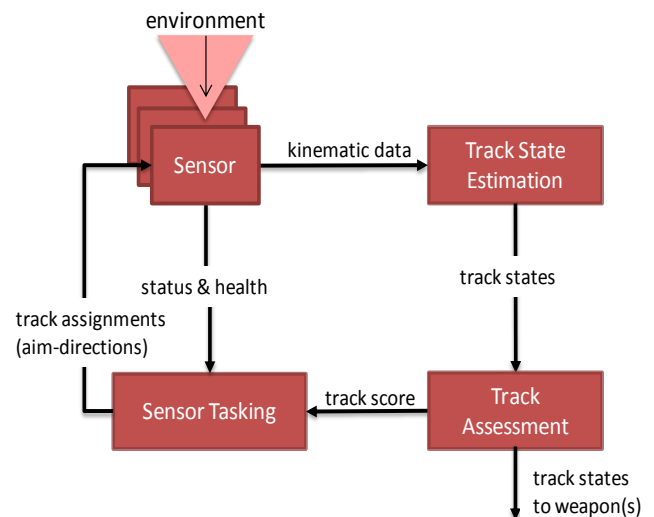 environment
Sensor
kinematic data
Track State
Estimation
status & health
track states
track assignments
(aim-directions)
Sensor Tasking
track score
Track
Assessment
track states
to weapon(s)